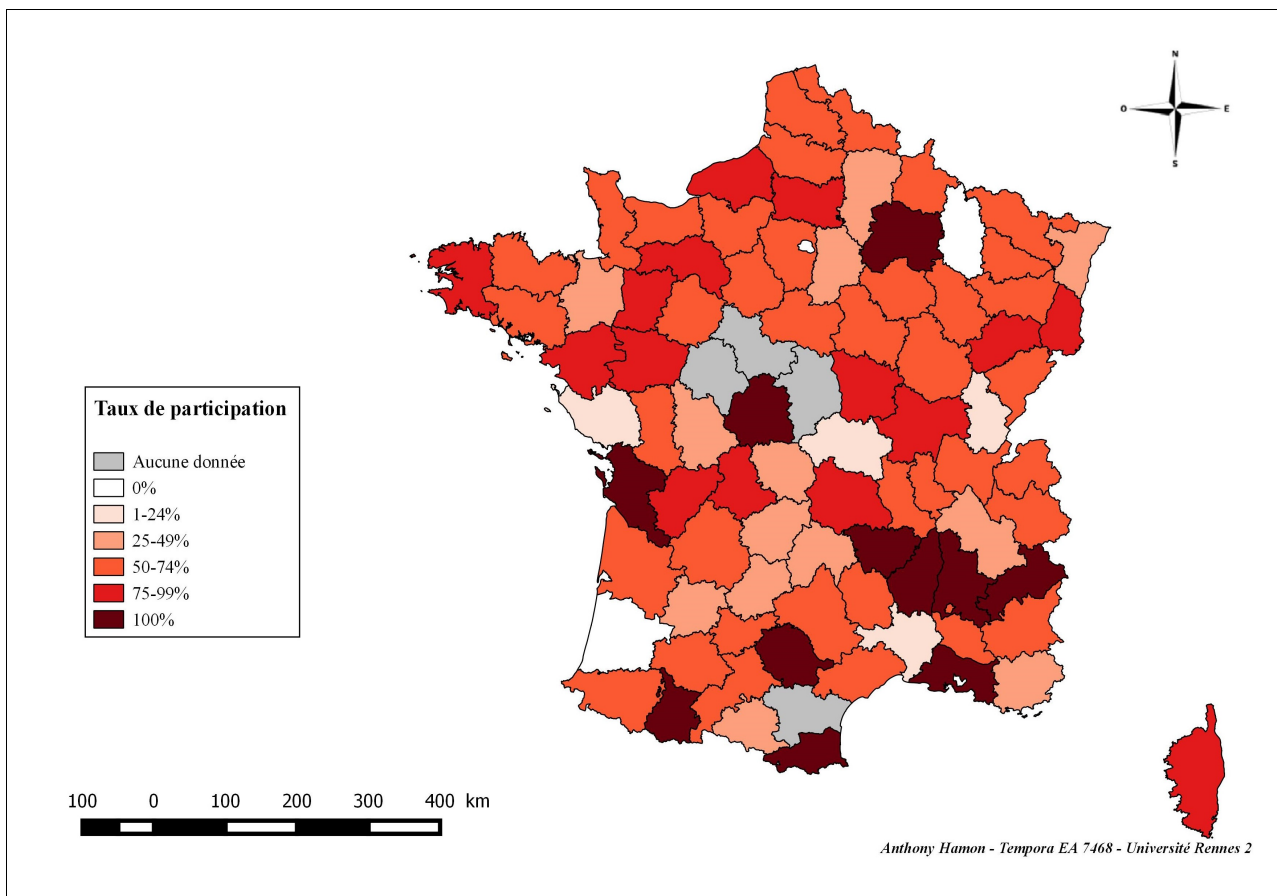 N
O E
S
Taux de participation
Aucune donnée
0%
1-24%
25-49%
50-74%
75-99%
100%
100 0 100 200 300 400 km
Anthony Hamon - Tempora EA 7468 - Université Rennes 2